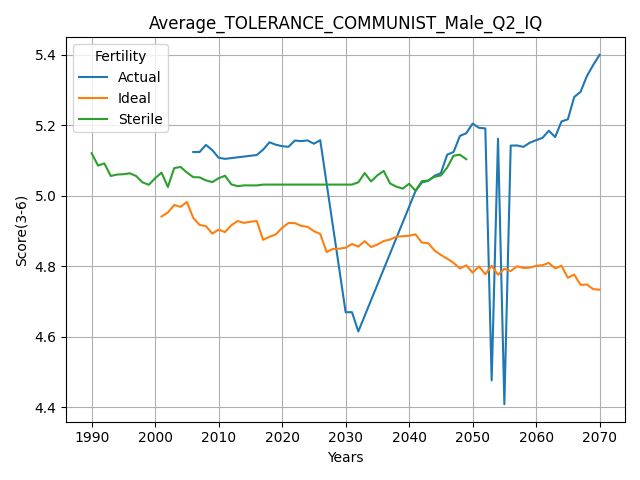 Average_TOLERANCE_COMMUNIST_Male_Q2_IQ
Fertility
Actual
Ideal
Sterile
Score(3-6)
5.4
5.2
5.0
4.8
4.6
4.4
1990 2000 2010 2020 2030 2040 2050 2060 2070
Years